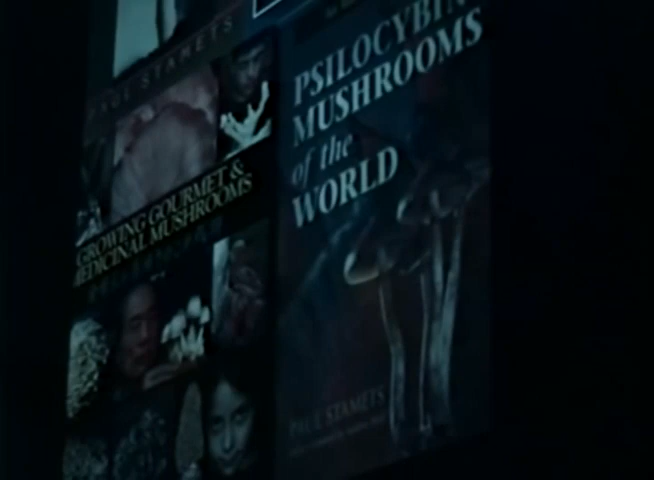 PAUL STAMETS
GROWING GOURMET &
MEDICINAL MUSHROOMS
PSILOCYBIN
MUSHROOMS
of the
WORLD
PAUL STAMETS